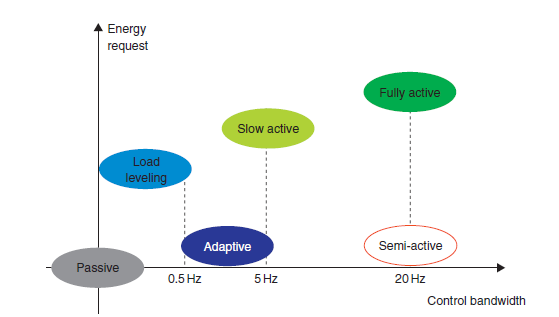 Energy
request
Fully active
Slow active
Load
leveling
Adaptive
Semi-active
Passive
0.5 Hz
5 Hz
20 Hz
Control bandwidth